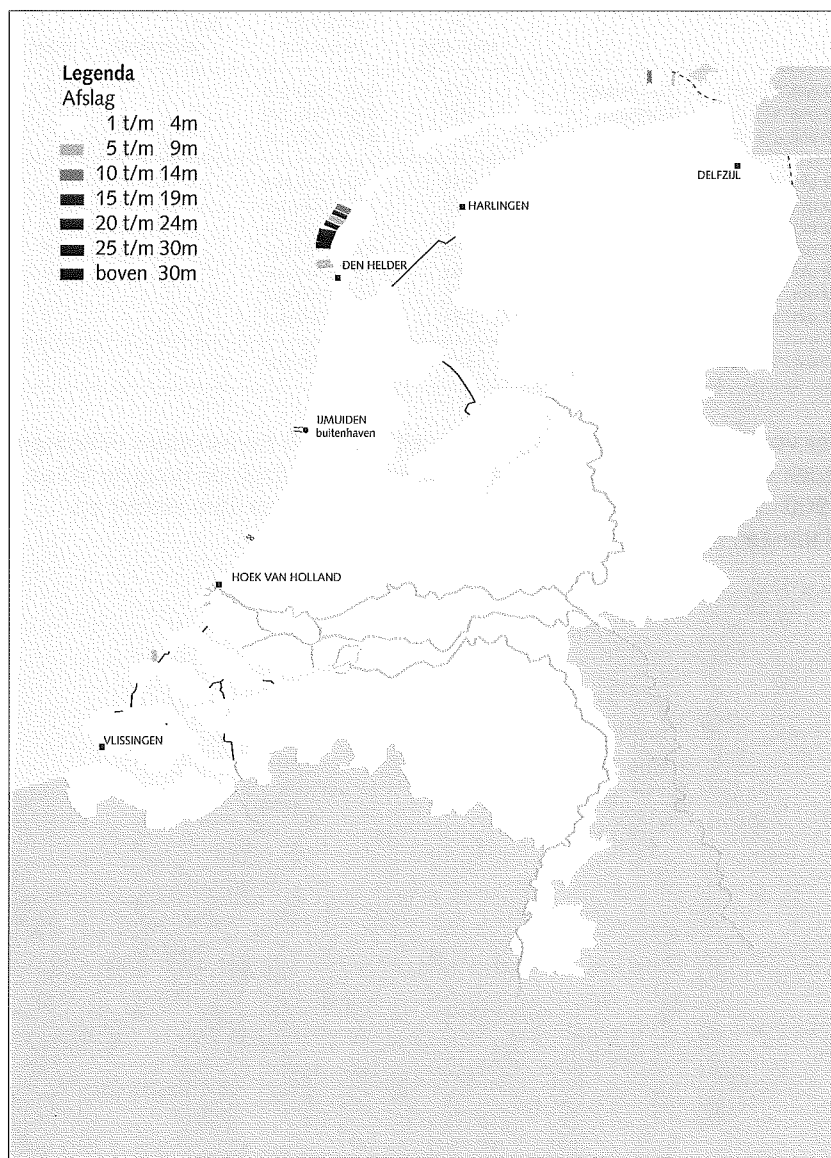 Legenda
Afslag
1 t/m 4m
5 t/m 9m
10 t/m 14m
15 t/m 19m
20 t/m 24m
25 t/m 30m
boven 30m
DELFZIJL
HARLINGEN
DEN HELDER
IJMUIDEN
buitenhaven
HOEK VAN HOLLAND
VLISSINGEN